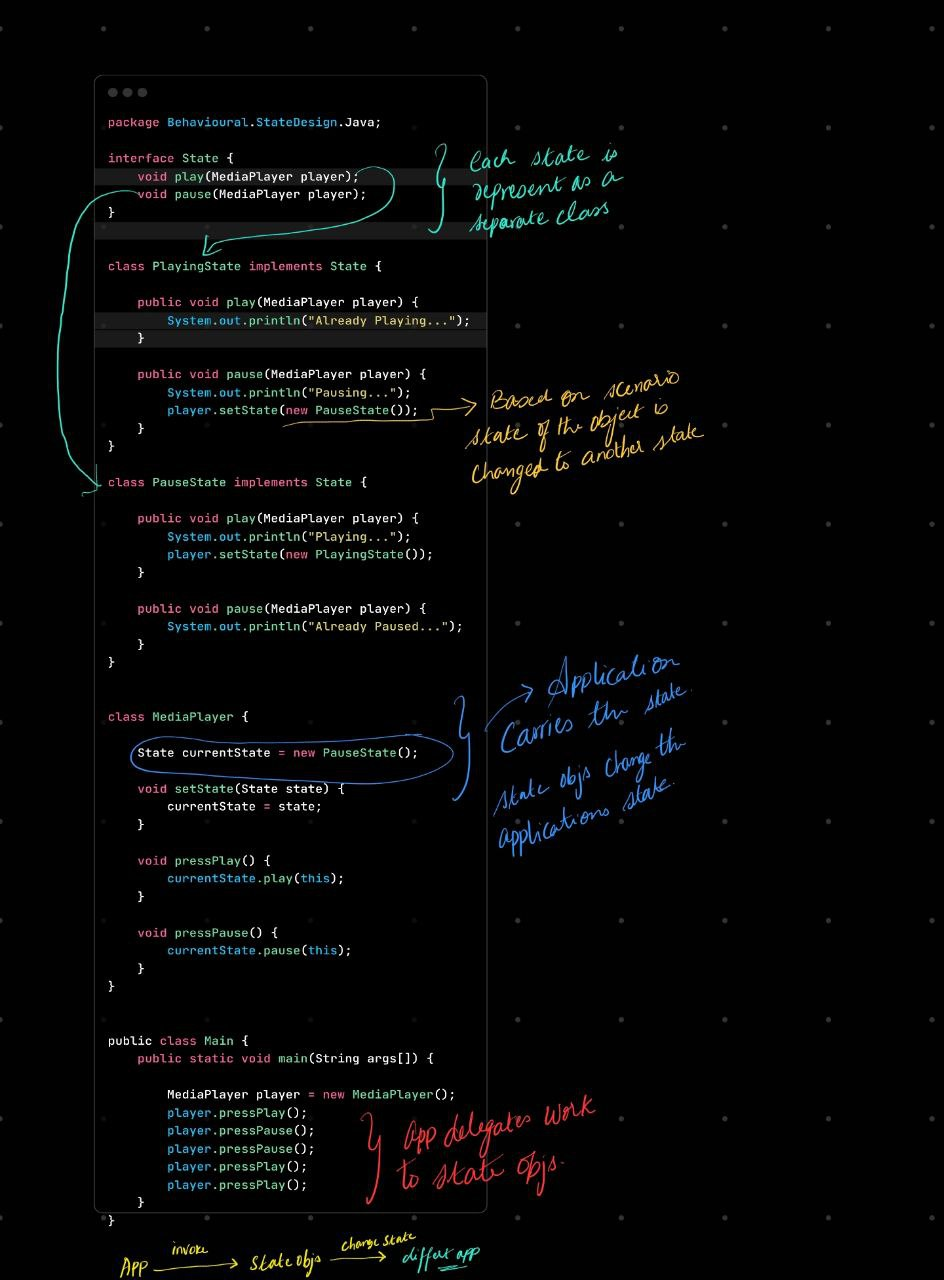 package Behavioural.StateDesign.Java;
interface State {
void play(MediaPlayer player);
void pause(MediaPlayer player);
}
Each state is
represent as a
separate class
class PlayingState implements State {
public void play(MediaPlayer player) {
System.out.println("Already Playing...");
}
public void pause(MediaPlayer player) {
System.out.println("Pausing...");
player.setState(new PauseState());
}
}
Based on scenario
state of the object is
changed to another state
class PauseState implements State {
public void play(MediaPlayer player) {
System.out.println("Playing...");
player.setState(new PlayingState());
}
public void pause(MediaPlayer player) {
System.out.println("Already Paused...");
}
}
class MediaPlayer {
State currentState = new PauseState();
void setState(State state) {
currentState = state;
}
void pressPlay() {
currentState.play(this);
}
void pressPause() {
currentState.pause(this);
}
}
Application
Carries the state.
state objs change the
applications state.
public class Main {
public static void main(String args[]) {
MediaPlayer player = new MediaPlayer();
player.pressPlay();
player.pressPause();
player.pressPause();
player.pressPlay();
player.pressPlay();
}
}
App delegates work
to state objs.
App invoke State objs change state differt app